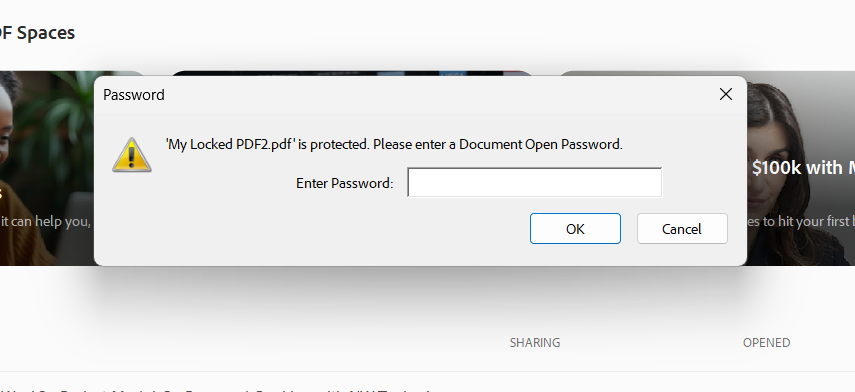 F Spaces
Password
'My Locked PDF2.pdf' is protected. Please enter a Document Open Password.
$100k with M
Enter Password:
s
it can help you,
es to hit your first b
OK
Cancel
SHARING
OPENED